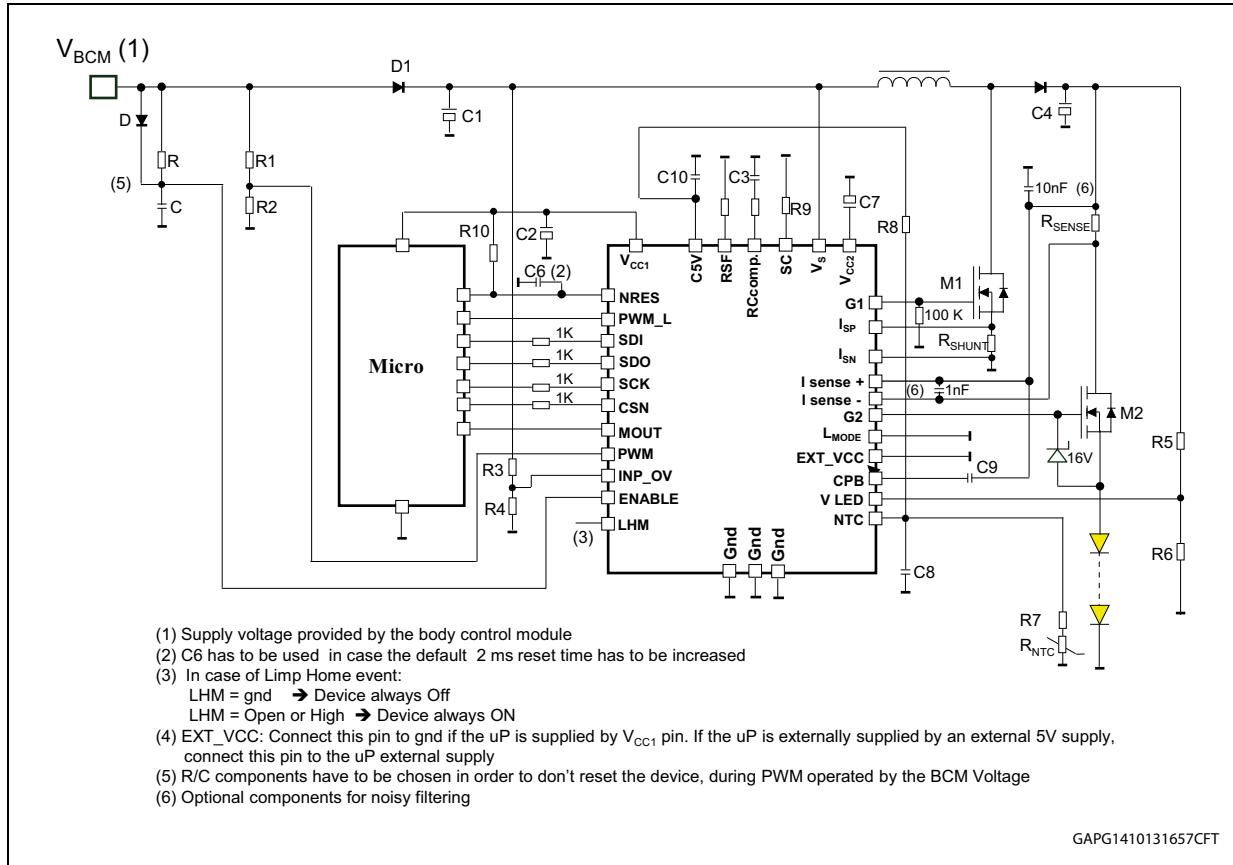 V_BCM (1)
D1
D
C1
C4
R
R1
(5)
C
R2
C10
C3
R9
C7
R8
10nF (6)
R_SENSE
R10
C2
C6 (2)
V_CC1
C5V
RSF
RCcomp.
SC
V_S
V_CC2
M1
NRES
G1
100 K
PWM_L
I_SP
R_SHUNT
1K
SDI
Micro
1K
SDO
I_SN
1K
SCK
I sense +
(6)
1nF
1K
CSN
I sense -
G2
M2
MOUT
L_MODE
R5
PWM
EXT_VCC
16V
R3
INP_OV
CPB
C9
R4
ENABLE
V LED
(3)
LHM
NTC
Gnd
Gnd
Gnd
C8
R6
R7
R_NTC
(1) Supply voltage provided by the body control module
(2) C6 has to be used in case the default 2 ms reset time has to be increased
(3) In case of Limp Home event:
LHM = gnd ➔ Device always Off
LHM = Open or High ➔ Device always ON
(4) EXT_VCC: Connect this pin to gnd if the uP is supplied by V_CC1 pin. If the uP is externally supplied by an external 5V supply,
connect this pin to the uP external supply
(5) R/C components have to be chosen in order to don't reset the device, during PWM operated by the BCM Voltage
(6) Optional components for noisy filtering
GAPG1410131657CFT